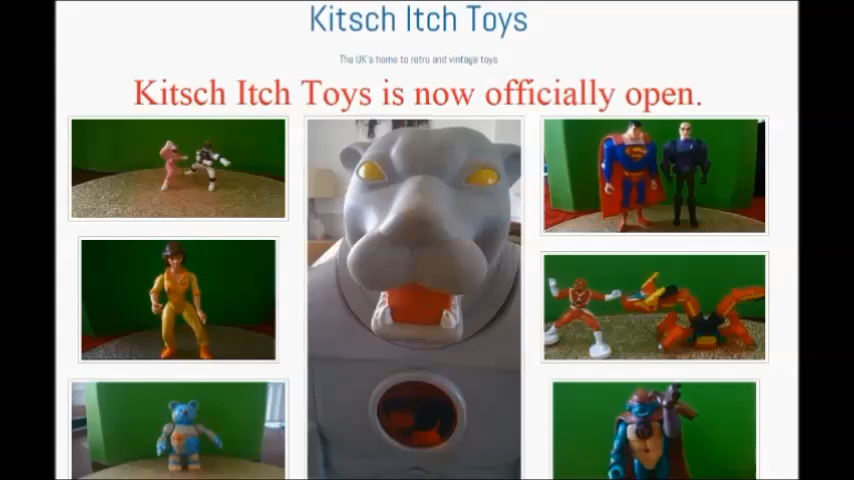 Kitsch Itch Toys
The UK's home to retro and vintage toys
Kitsch Itch Toys is now officially open.